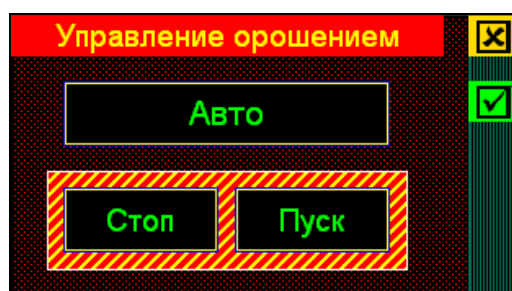 Управление орошением
Авто
Стоп Пуск